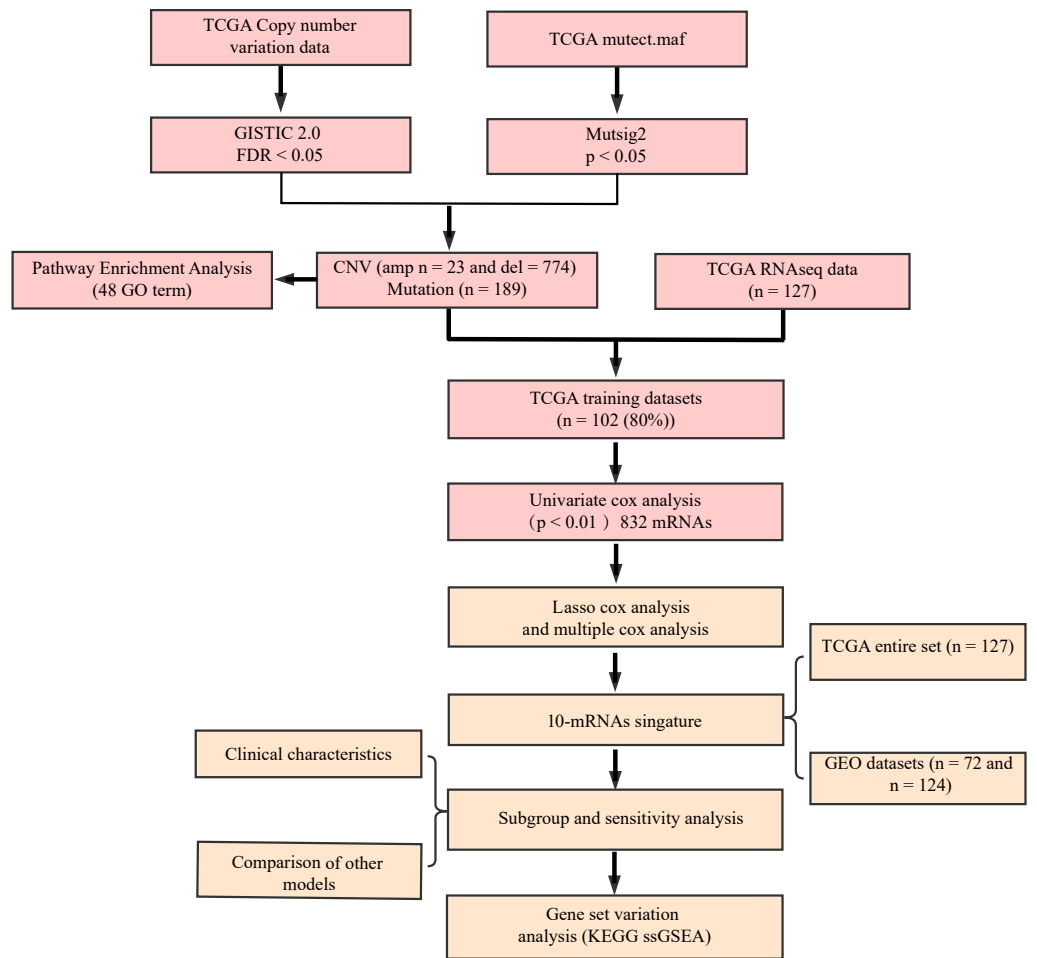 TCGA Copy number
variation data
TCGA mutect.maf
GISTIC 2.0
FDR < 0.05
Mutsig2
p < 0.05
Pathway Enrichment Analysis
(48 GO term)
CNV (amp n = 23 and del = 774)
Mutation (n = 189)
TCGA RNAseq data
(n = 127)
TCGA training datasets
(n = 102 (80%))
Univariate cox analysis
（p < 0.01 ）832 mRNAs
Lasso cox analysis
and multiple cox analysis
TCGA entire set (n = 127)
10-mRNAs singature
GEO datasets (n = 72 and
n = 124)
Clinical characteristics
Subgroup and sensitivity analysis
Comparison of other
models
Gene set variation
analysis (KEGG ssGSEA)